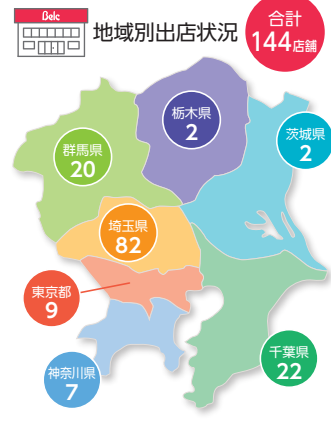 Belc
地域別出店状況
合計
144店舗
栃木県
2
茨城県
2
群馬県
20
埼玉県
82
東京都
9
神奈川県
7
千葉県
22